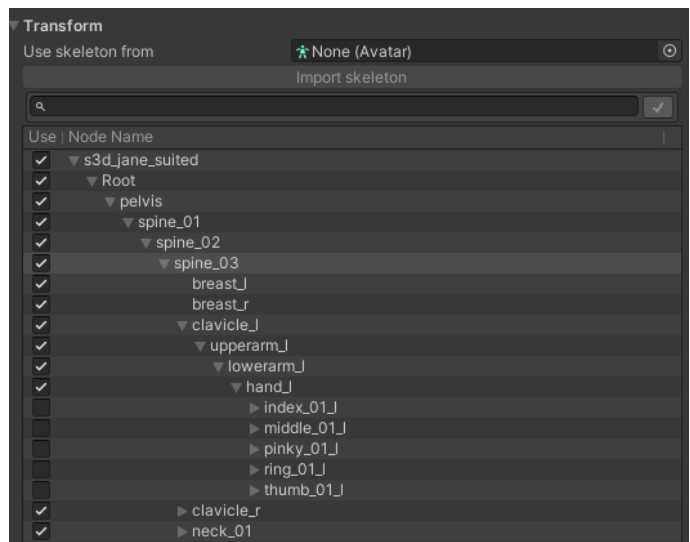 Transform
Use skeleton from None (Avatar)
Import skeleton
Use | Node Name
s3d_jane_suited
Root
pelvis
spine_01
spine_02
spine_03
breast_l
breast_r
clavicle_l
upperarm_l
lowerarm_l
hand_l
index_01_l
middle_01_l
pinky_01_l
ring_01_l
thumb_01_l
clavicle_r
neck_01